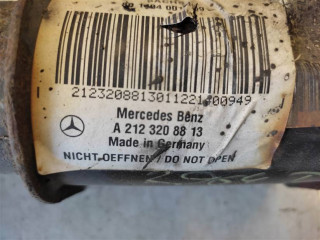 2123208813011221700949
Mercedes Benz
A 212 320 88 13
Made in Germany
NICHT OEFFNEN / DO NOT OPEN